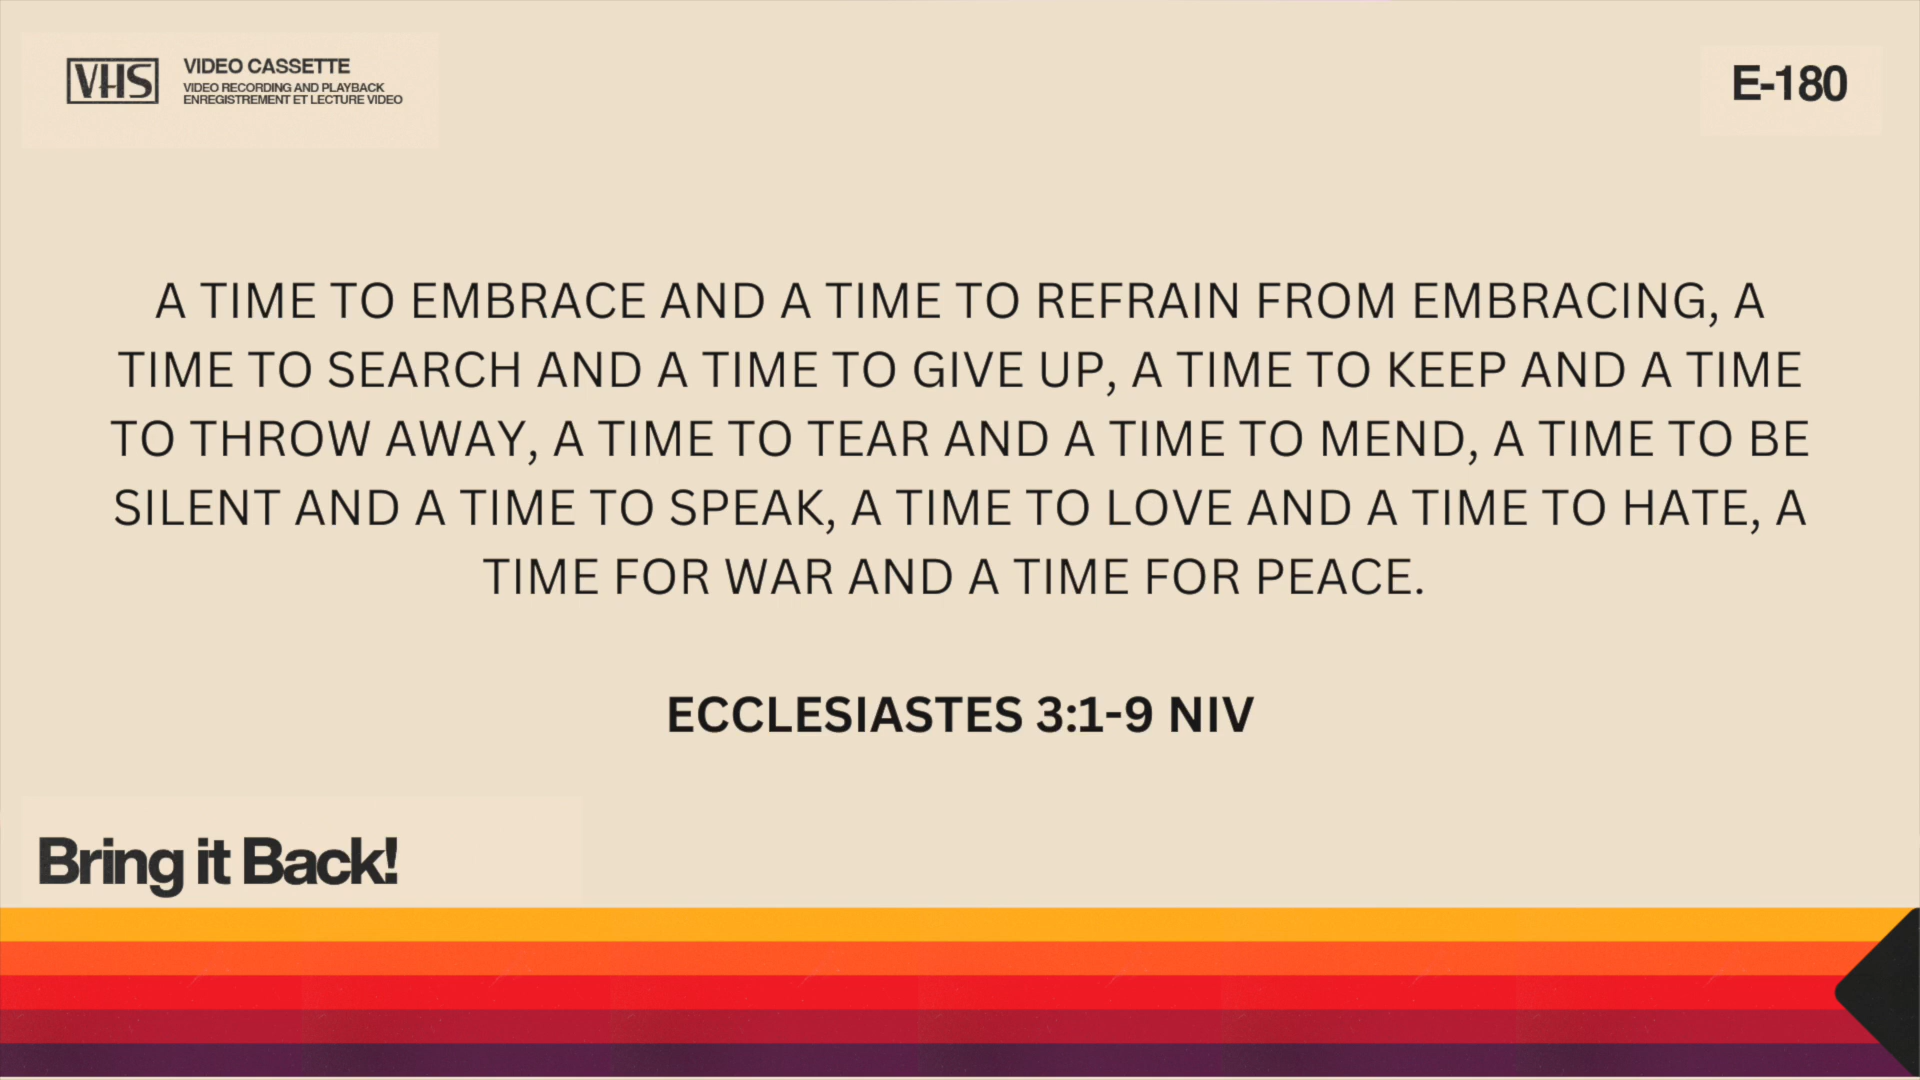 VHS
VIDEO CASSETTE
VIDEO RECORDING AND PLAYBACK
ENREGISTREMENT ET LECTURE VIDEO
E-180
A TIME TO EMBRACE AND A TIME TO REFRAIN FROM EMBRACING, A
TIME TO SEARCH AND A TIME TO GIVE UP, A TIME TO KEEP AND A TIME
TO THROW AWAY, A TIME TO TEAR AND A TIME TO MEND, A TIME TO BE
SILENT AND A TIME TO SPEAK, A TIME TO LOVE AND A TIME TO HATE, A
TIME FOR WAR AND A TIME FOR PEACE.
ECCLESIASTES 3:1-9 NIV
Bring it Back!